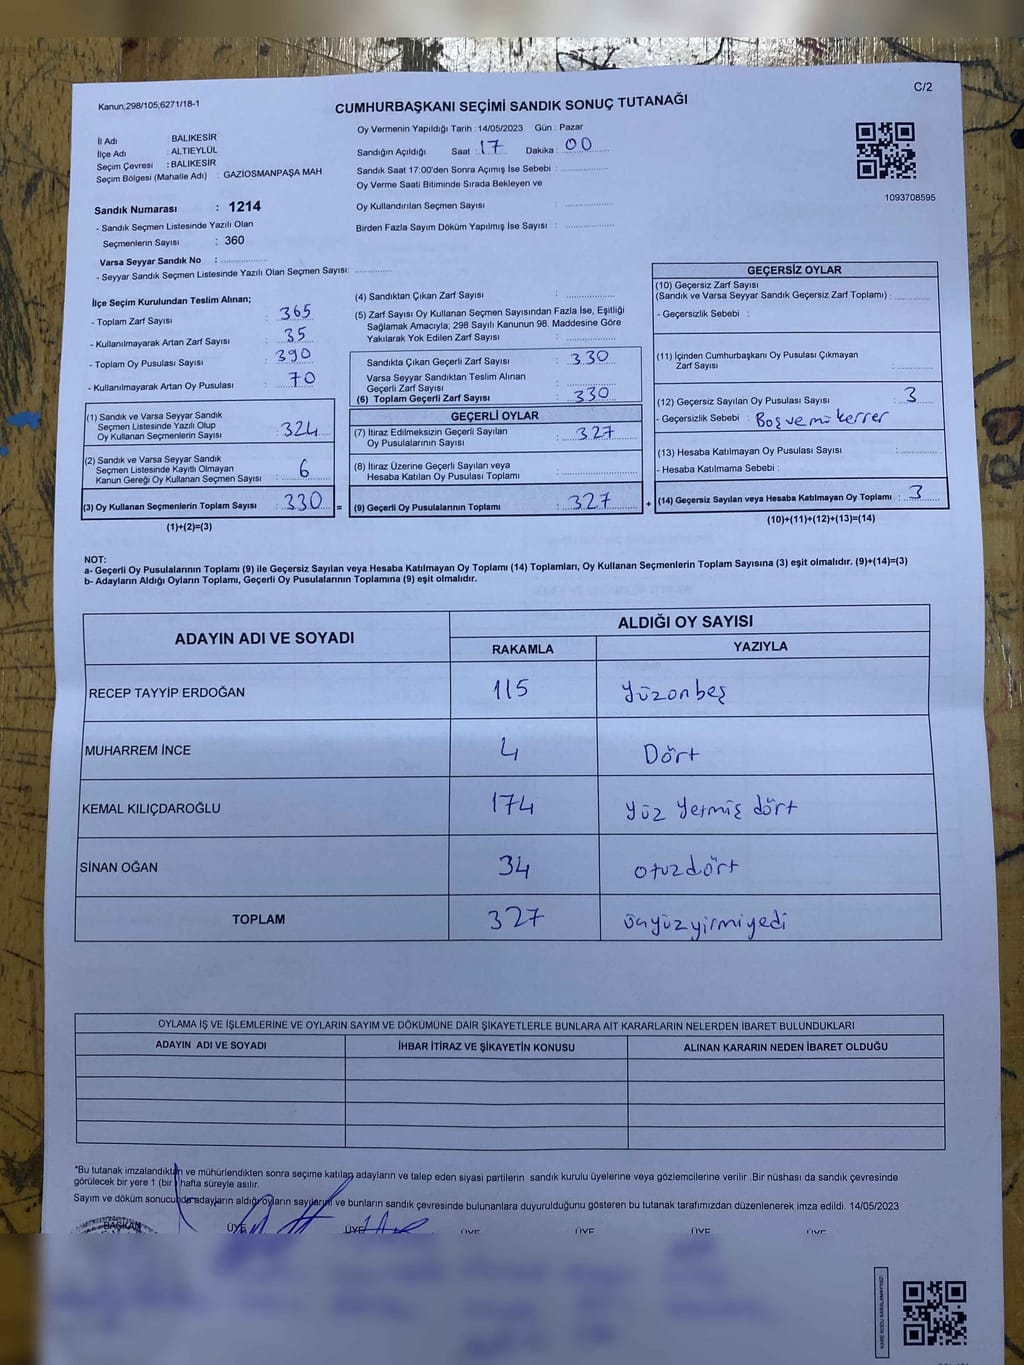 Kanun;298/105,6271/18-1
C/2
CUMHURBAŞKANI SEÇİMİ SANDIK SONUÇ TUTANAĞI
İl Adı : BALIKESİR
İlçe Adı : ALTIEYLÜL
Seçim Çevresi : BALIKESİR
Seçim Bölgesi (Mahalle Adı) : GAZİOSMANPAŞA MAH.
Oy Vermenin Yapıldığı Tarih : 14/05/2023 Gün : Pazar
Sandığın Açıldığı Saat : 17 Dakika : 00
Sandık Saat 17:00'den Sonra Açımış İse Sebebi :
Oy Verme Saati Bitiminde Sırada Bekleyen ve
Oy Kullandırılan Seçmen Sayısı :
Birden Fazla Sayım Döküm Yapılmış İse Sayısı :
1093708595
Sandık Numarası : 1214
- Sandık Seçmen Listesinde Yazılı Olan
Seçmenlerin Sayısı : 360
Varsa Seyyar Sandık No :
- Seyyar Sandık Seçmen Listesinde Yazılı Olan Seçmen Sayısı:
İlçe Seçim Kurulundan Teslim Alınan;
- Toplam Zarf Sayısı : 365
- Kullanılmayarak Artan Zarf Sayısı : 35
- Toplam Oy Pusulası Sayısı : 390
- Kullanılmayarak Artan Oy Pusulası : 70
(1) Sandık ve Varsa Seyyar Sandık
Seçmen Listesinde Yazılı Olup
Oy Kullanan Seçmenlerin Sayısı : 324
(2) Sandık ve Varsa Seyyar Sandık
Seçmen Listesinde Kayıtlı Olmayan
Kanun Gereği Oy Kullanan Seçmen Sayısı : 6
(3) Oy Kullanan Seçmenlerin Toplam Sayısı : 330 =
(1)+(2)=(3)
(4) Sandıktan Çıkan Zarf Sayısı :
(5) Zarf Sayısı Oy Kullanan Seçmen Sayısından Fazla İse, Eşitliği
Sağlamak Amacıyla; 298 Sayılı Kanunun 98. Maddesine Göre
Yakılarak Yok Edilen Zarf Sayısı :
Sandıkta Çıkan Geçerli Zarf Sayısı : 330
Varsa Seyyar Sandıktan Teslim Alınan
Geçerli Zarf Sayısı :
(6) Toplam Geçerli Zarf Sayısı : 330
GEÇERLİ OYLAR
(7) İtiraz Edilmeksizin Geçerli Sayılan
Oy Pusulalarının Sayısı : 327
(8) İtiraz Üzerine Geçerli Sayılan veya
Hesaba Katılan Oy Pusulası Toplamı :
(9) Geçerli Oy Pusulalarının Toplamı : 327 +
GEÇERSİZ OYLAR
(10) Geçersiz Zarf Sayısı
(Sandık ve Varsa Seyyar Sandık Geçersiz Zarf Toplamı) :
- Geçersizlik Sebebi :
(11) İçinden Cumhurbaşkanı Oy Pusulası Çıkmayan
Zarf Sayısı :
(12) Geçersiz Sayılan Oy Pusulası Sayısı : 3
- Geçersizlik Sebebi : Boş ve mükerrer
(13) Hesaba Katılmayan Oy Pusulası Sayısı :
- Hesaba Katılmama Sebebi :
(14) Geçersiz Sayılan veya Hesaba Katılmayan Oy Toplamı : 3
(10)+(11)+(12)+(13)=(14)
NOT:
a- Geçerli Oy Pusulalarının Toplamı (9) ile Geçersiz Sayılan veya Hesaba Katılmayan Oy Toplamı (14) Toplamları, Oy Kullanan Seçmenlerin Toplam Sayısına (3) eşit olmalıdır. (9)+(14)=(3)
b- Adayların Aldığı Oyların Toplamı, Geçerli Oy Pusulalarının Toplamına (9) eşit olmalıdır.
ADAYIN ADI VE SOYADI
ALDIĞI OY SAYISI
RAKAMLA YAZIYLA
RECEP TAYYİP ERDOĞAN 115 Yüzonbeş
MUHARREM İNCE 4 Dört
KEMAL KILIÇDAROĞLU 174 Yüz Yetmiş dört
SİNAN OĞAN 34 otuzdört
TOPLAM 327 üçyüzyirmiyedi
OYLAMA İŞ VE İŞLEMLERİNE VE OYLARIN SAYIM VE DÖKÜMÜNE DAİR ŞİKAYETLERLE BUNLARA AİT KARARLARIN NELERDEN İBARET BULUNDUKLARI
ADAYIN ADI VE SOYADI İHBAR İTİRAZ VE ŞİKAYETİN KONUSU ALINAN KARARIN NEDEN İBARET OLDUĞU
*Bu tutanak imzalandıktan ve mühürlendikten sonra seçime katılan adayların ve talep eden siyasi partilerin sandık kurulu üyelerine veya gözlemcilerine verilir .Bir nüshası da sandık çevresinde
görülecek bir yere 1 (bir) hafta süreyle asılır.
Sayım ve döküm sonucunda adayların aldığı oyların sayılarını ve bunların sandık çevresinde bulunanlara duyurulduğunu gösteren bu tutanak tarafımızdan düzenlenerek imza edildi. 14/05/2023
BAŞKAN ÜYE ÜYE ÜYE ÜYE ÜYE ÜYE
KARE KODU KARALAMAYINIZ!